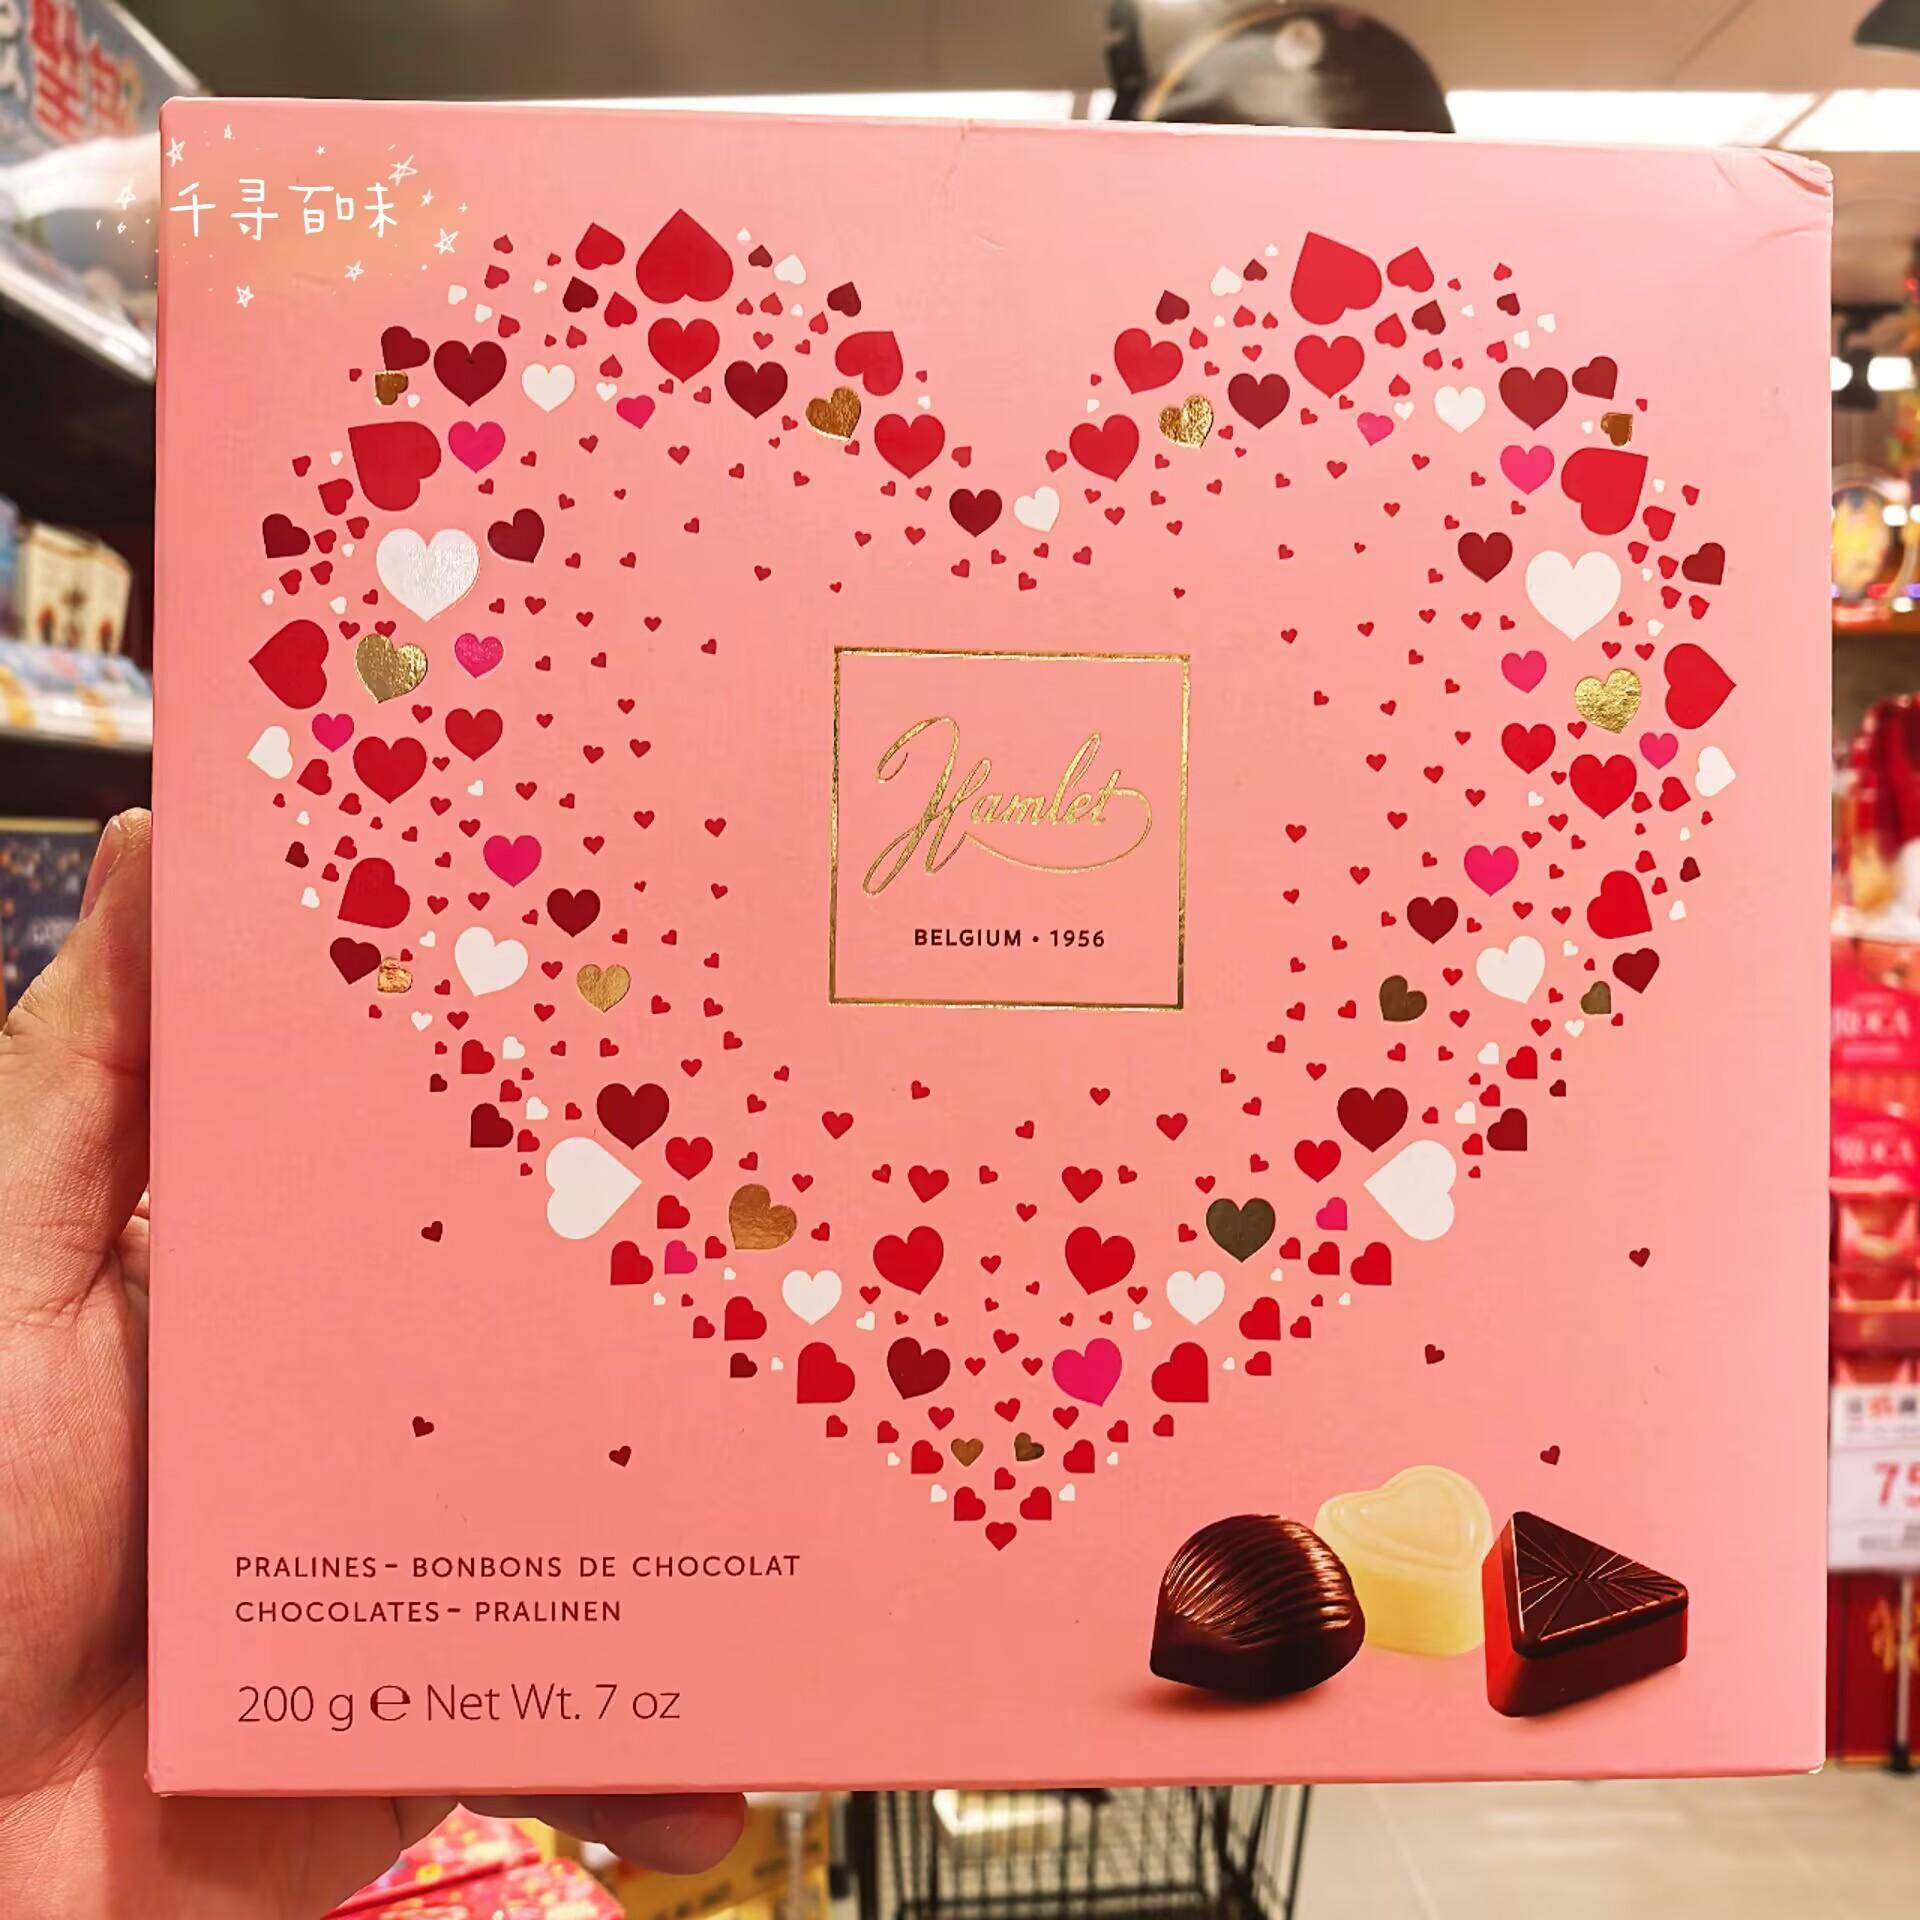 千寻百味
Hamlet
BELGIUM • 1956
PRALINES – BONBONS DE CHOCOLAT
CHOCOLATES – PRALINEN
200 g ℮ Net Wt. 7 oz